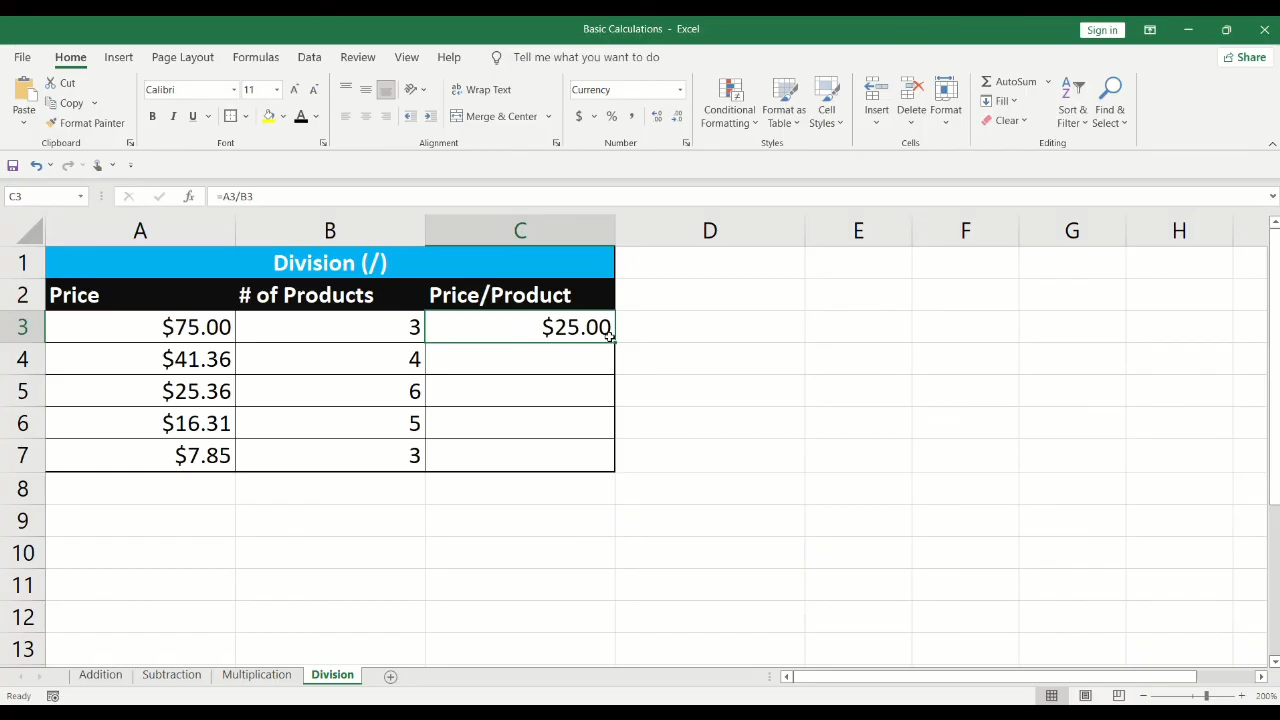 Basic Calculations - Excel
Sign in
File Home Insert Page Layout Formulas Data Review View Help Tell me what you want to do Share
Paste
Cut
Copy
Format Painter
Clipboard
Calibri 11
B I U A
Font
ab Wrap Text
Merge & Center
Alignment
Currency
$ % ,
Number
Conditional Formatting
Format as Table
Cell Styles
Styles
Insert Delete Format
Cells
AutoSum
Fill
Clear
Sort & Filter
Find & Select
Editing
C3 fx =A3/B3
A B C D E F G H
1 Division (/)
2 Price # of Products Price/Product
3 $75.00 3 $25.00
4 $41.36 4
5 $25.36 6
6 $16.31 5
7 $7.85 3
8
9
10
11
12
13
Addition Subtraction Multiplication Division
Ready 200%